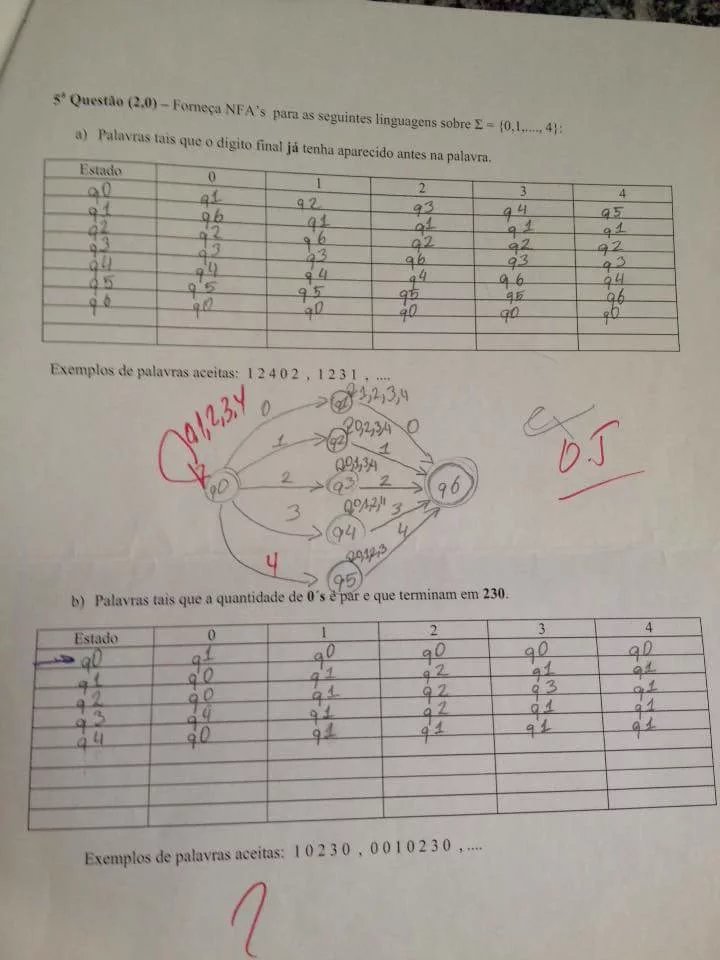 5ª Questão (2,0) – Forneça NFA's para as seguintes linguagens sobre Σ = {0,1,...., 4}:
a) Palavras tais que o dígito final já tenha aparecido antes na palavra.
Estado 0 1 2 3 4
q0 q1 q2 q3 q4 q5
q1 q6 q1 q1 q1 q1
q2 q2 q6 q2 q2 q2
q3 q3 q3 q6 q3 q3
q4 q4 q4 q4 q6 q4
q5 q5 q5 q5 q5 q6
q6 q0 q0 q0 q0 q0
Exemplos de palavras aceitas: 1 2 4 0 2 , 1 2 3 1 , ....
0,1,2,3,4
0 q1 1,2,3,4 0
1 q2 0,2,3,4 1
q0 2 q3 0,1,3,4 2 q6
3 q4 0,1,2,4 3
4 q5 0,1,2,3 4
b) Palavras tais que a quantidade de 0´s é par e que terminam em 230.
Estado 0 1 2 3 4
q0 q1 q0 q0 q0 q0
q1 q0 q1 q2 q1 q1
q2 q0 q1 q2 q3 q1
q3 q4 q1 q2 q1 q1
q4 q0 q1 q1 q1 q1
Exemplos de palavras aceitas: 1 0 2 3 0 , 0 0 1 0 2 3 0 , ....
?